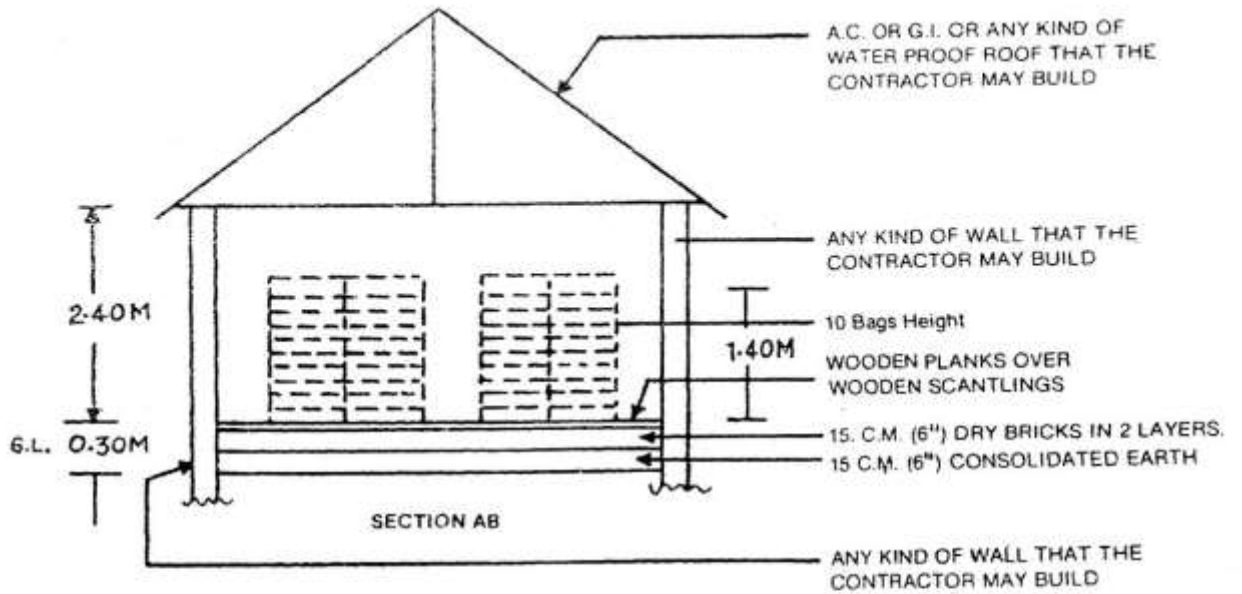 A.C. OR G.I. OR ANY KIND OF
WATER PROOF ROOF THAT THE
CONTRACTOR MAY BUILD
ANY KIND OF WALL THAT THE
CONTRACTOR MAY BUILD
2.40M
10 Bags Height
1.40M
WOODEN PLANKS OVER
WOODEN SCANTLINGS
G.L. 0.30M
15. C.M. (6") DRY BRICKS IN 2 LAYERS.
15 C.M. (6") CONSOLIDATED EARTH
SECTION AB
ANY KIND OF WALL THAT THE
CONTRACTOR MAY BUILD